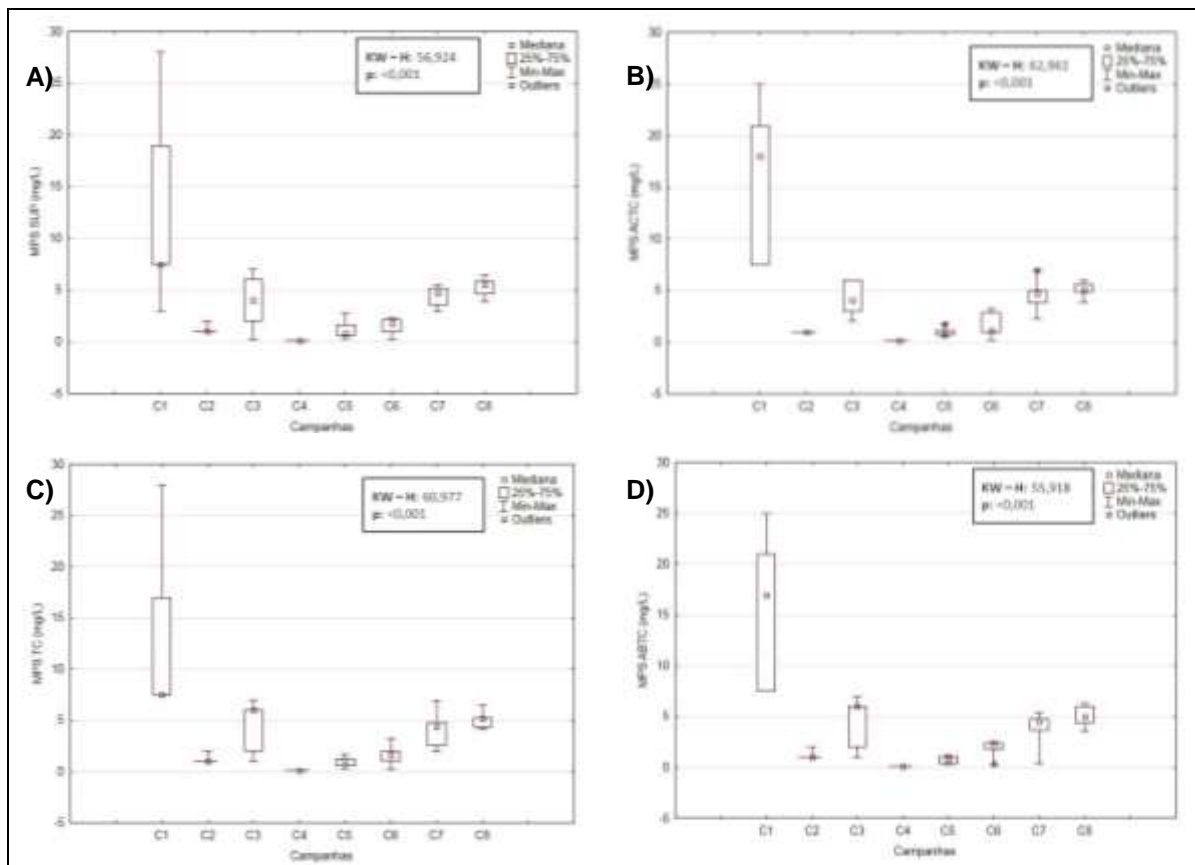 A)
30
25
20
15
10
5
0
-5
MPS SUP (mg/L)
KW – H: 56,924
p: <0,001
Mediana
25%-75%
Min-Max
Outliers
C1 C2 C3 C4 C5 C6 C7 C8
Campanhas
B)
30
25
20
15
10
5
0
-5
MPS ACTC (mg/L)
KW – H:
p: <0,001
Mediana
25%-75%
Min-Max
Outliers
C1 C2 C3 C4 C5 C6 C7 C8
Campanhas
C)
30
25
20
15
10
5
0
-5
MPS TC (mg/L)
KW – H: 60,977
p: <0,001
Mediana
25%-75%
Min-Max
Outliers
C1 C2 C3 C4 C5 C6 C7 C8
Campanhas
D)
30
25
20
15
10
5
0
-5
MPS ABTC (mg/L)
KW – H: 55,918
p: <0,001
Mediana
25%-75%
Min-Max
Outliers
C1 C2 C3 C4 C5 C6 C7 C8
Campanhas